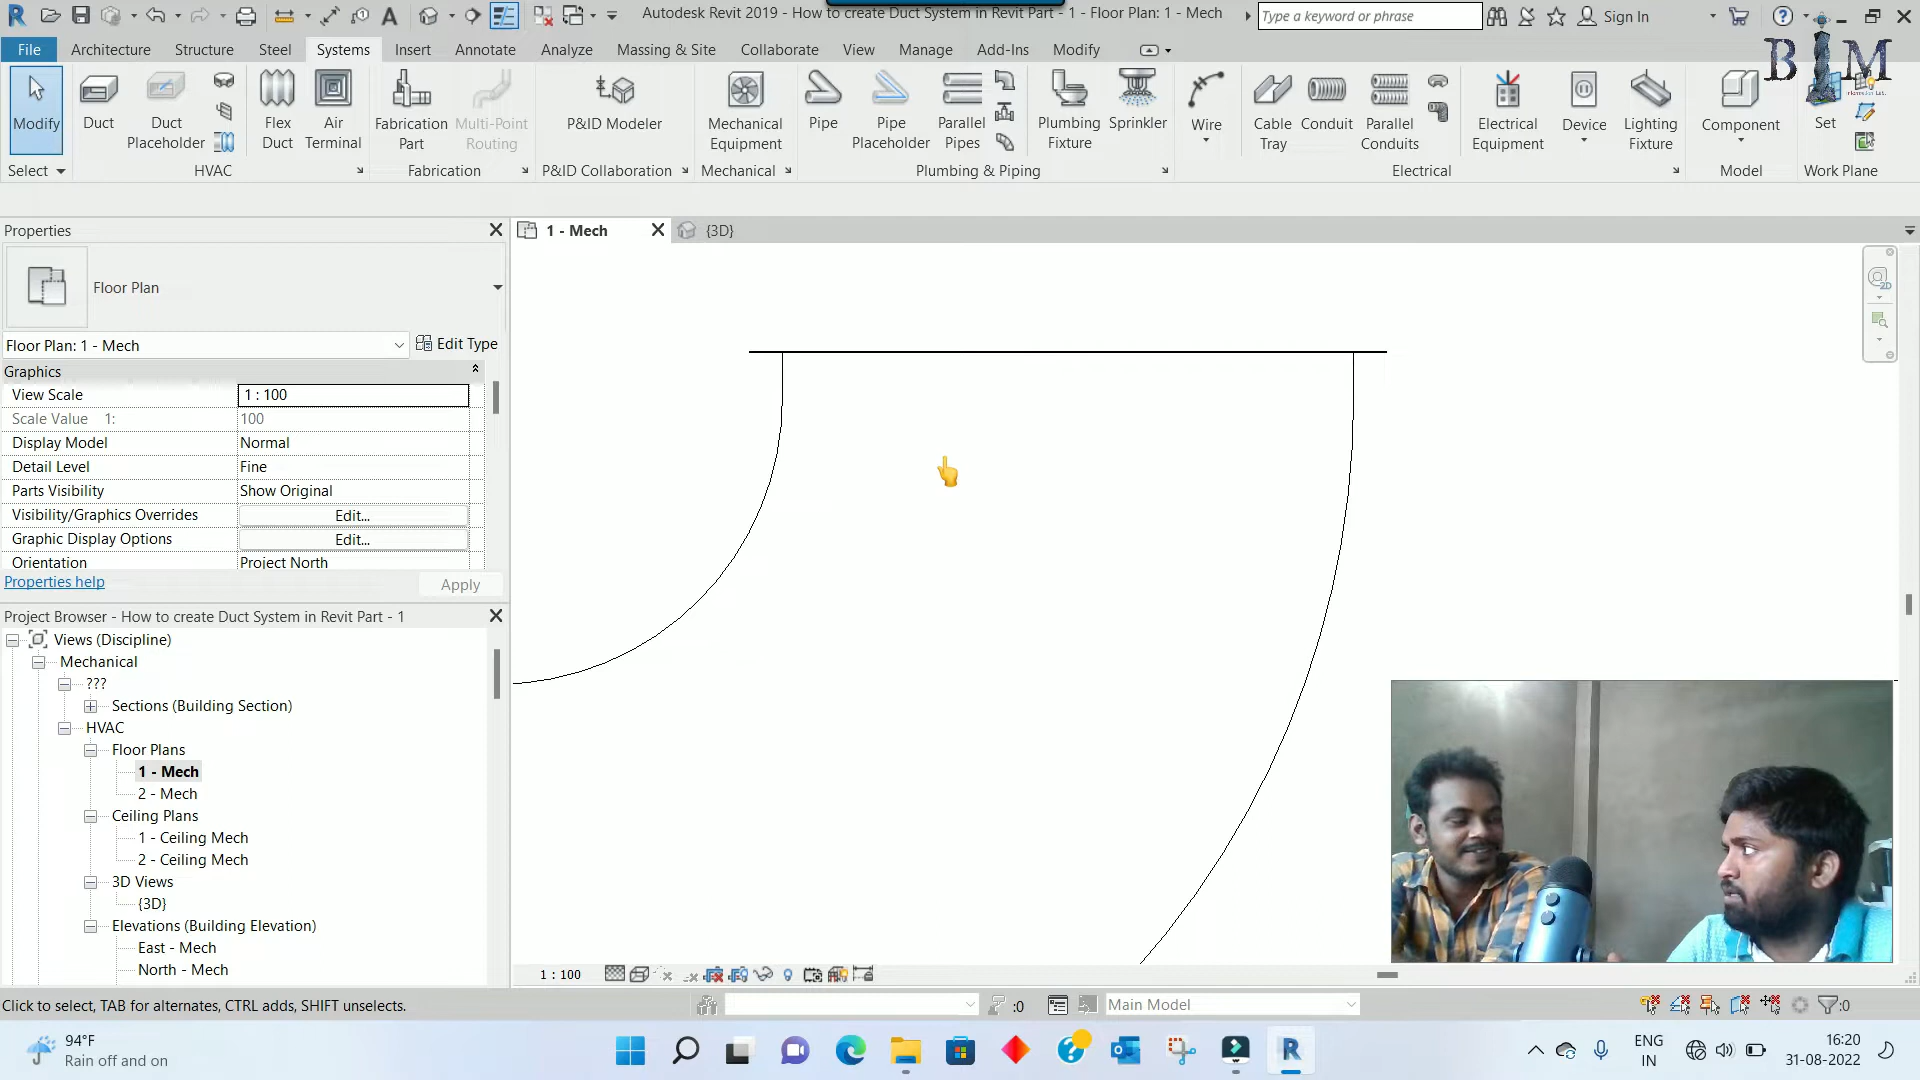 Autodesk Revit 2019 - How to create Duct System in Revit Part - 1 - Floor Plan: 1 - Mech
Type a keyword or phrase
Sign In
File
Architecture
Structure
Steel
Systems
Insert
Annotate
Analyze
Massing & Site
Collaborate
View
Manage
Add-Ins
Modify
BIM
Modify
Duct
Duct
Placeholder
Flex
Duct
Air
Terminal
Fabrication
Part
Multi-Point
Routing
P&ID Modeler
Mechanical
Equipment
Pipe
Pipe
Placeholder
Parallel
Pipes
Plumbing
Fixture
Sprinkler
Wire
Cable
Tray
Conduit
Parallel
Conduits
Electrical
Equipment
Device
Lighting
Fixture
Component
Set
Select
HVAC
Fabrication
P&ID Collaboration
Mechanical
Plumbing & Piping
Electrical
Model
Work Plane
Properties
Floor Plan
Floor Plan: 1 - Mech
Edit Type
Graphics
View Scale
1 : 100
Scale Value 1:
100
Display Model
Normal
Detail Level
Fine
Parts Visibility
Show Original
Visibility/Graphics Overrides
Edit...
Graphic Display Options
Edit...
Orientation
Project North
Properties help
Apply
1 - Mech
{3D}
2D
Project Browser - How to create Duct System in Revit Part - 1
Views (Discipline)
Mechanical
???
Sections (Building Section)
HVAC
Floor Plans
1 - Mech
2 - Mech
Ceiling Plans
1 - Ceiling Mech
2 - Ceiling Mech
3D Views
{3D}
Elevations (Building Elevation)
East - Mech
North - Mech
1 : 100
Click to select, TAB for alternates, CTRL adds, SHIFT unselects.
:0
Main Model
:0
94°F
Rain off and on
ENG
IN
16:20
31-08-2022